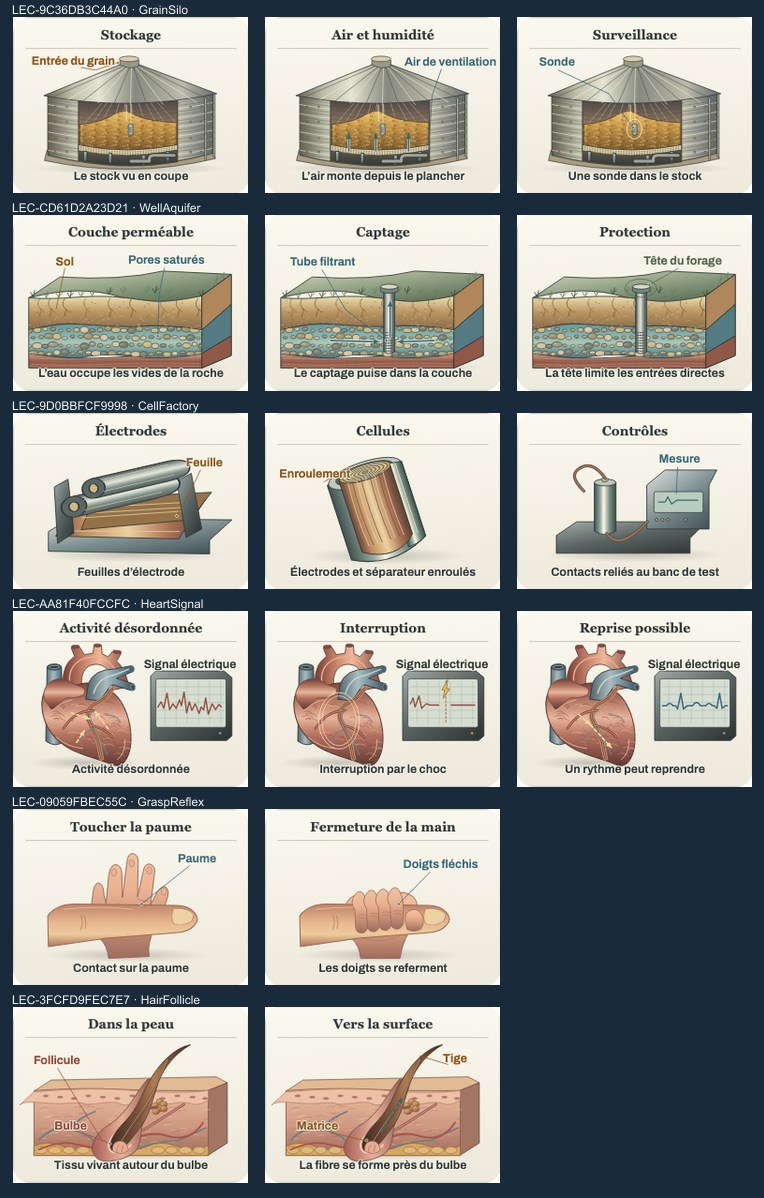 LEC-9C36DB3C44A0 · GrainSilo
Stockage
Entrée du grain
Le stock vu en coupe
Air et humidité
Air de ventilation
L'air monte depuis le plancher
Surveillance
Sonde
Une sonde dans le stock
LEC-CD61D2A23D21 · WellAquifer
Couche perméable
Sol
Pores saturés
L'eau occupe les vides de la roche
Captage
Tube filtrant
Le captage puise dans la couche
Protection
Tête du forage
La tête limite les entrées directes
LEC-9D0BBFCF9998 · CellFactory
Électrodes
Feuille
Feuilles d'électrode
Cellules
Enroulement
Électrodes et séparateur enroulés
Contrôles
Mesure
Contacts reliés au banc de test
LEC-AA81F40FCCFC · HeartSignal
Activité désordonnée
Signal électrique
Activité désordonnée
Interruption
Signal électrique
Interruption par le choc
Reprise possible
Signal électrique
Un rythme peut reprendre
LEC-09059FBEC55C · GraspReflex
Toucher la paume
Paume
Contact sur la paume
Fermeture de la main
Doigts fléchis
Les doigts se referment
LEC-3FCFD9FEC7E7 · HairFollicle
Dans la peau
Follicule
Bulbe
Tissu vivant autour du bulbe
Vers la surface
Tige
Matrice
La fibre se forme près du bulbe